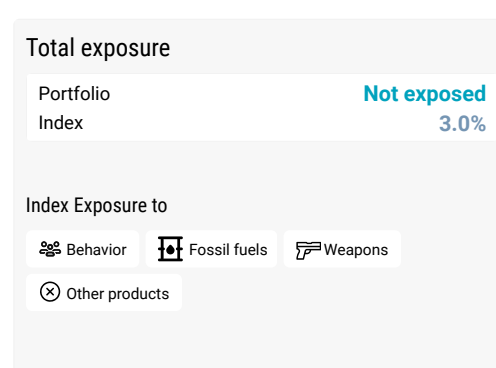 Total exposure
Portfolio Not exposed
Index 3.0%
Index Exposure to
Behavior Fossil fuels Weapons
Other products